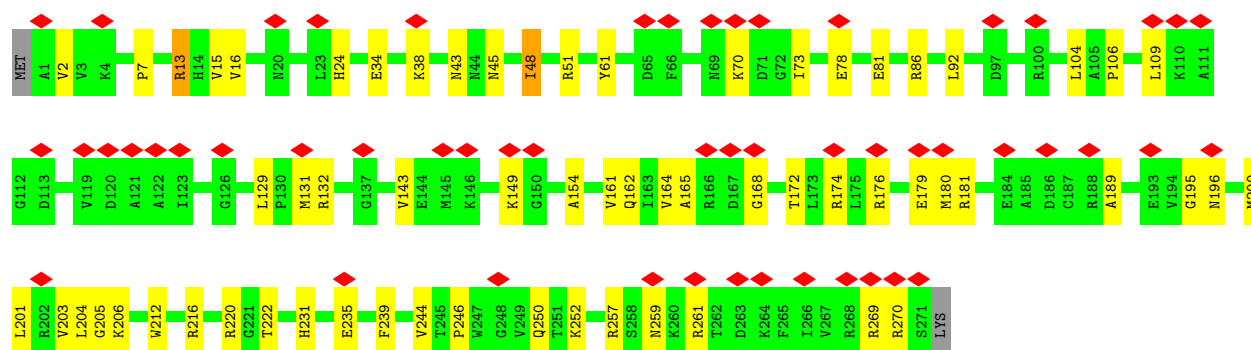 MET A1 V2 V3 K4 P7 R13 H14 V15 V16 N20 L23 H24 E34 K38 N43 N44 N45 I48 R51 Y61 D65 F66 N69 K70 D71 G72 I73 E78 E81 R86 L92 D97 R100 L104 A105 P106 L109 K110 A111
G112 D113 V119 D120 A121 A122 I123 G126 L129 P130 M131 R132 G137 V143 E144 M145 K146 K149 G150 A154 V161 Q162 I163 V164 A165 R166 D167 G168 T172 L173 R174 L175 R176 E179 M180 R181 E184 A185 D186 C187 R188 A189 E193 V194 G195 N196
L201 R202 V203 L204 G205 K206 W212 R216 R220 G221 T222 H231 E235 F239 V244 T245 P246 W247 G248 V249 Q250 T251 K252 R257 S258 N259 K260 R261 T262 D263 K264 F265 I266 V267 R268 R269 R270 S271 LYS